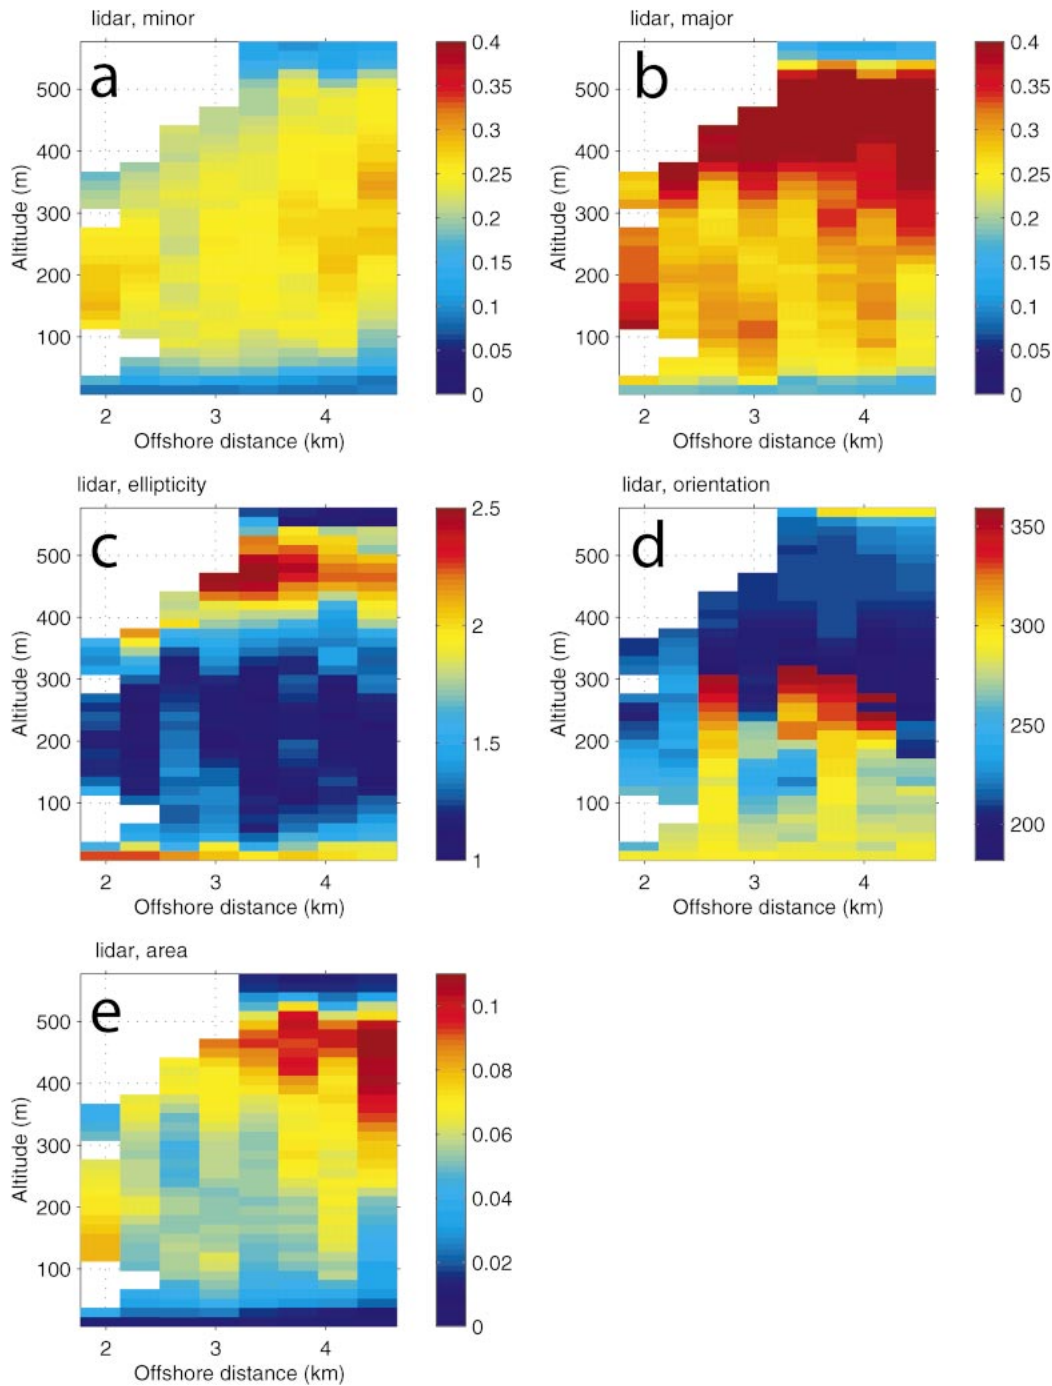 lidar, minor
a
500
400
300
200
100
Altitude (m)
2 3 4
Offshore distance (km)
0.4
0.35
0.3
0.25
0.2
0.15
0.1
0.05
0
lidar, major
b
500
400
300
200
100
Altitude (m)
2 3 4
Offshore distance (km)
0.4
0.35
0.3
0.25
0.2
0.15
0.1
0.05
0
lidar, ellipticity
c
500
400
300
200
100
Altitude (m)
2 3 4
Offshore distance (km)
2.5
2
1.5
1
lidar, orientation
d
500
400
300
200
100
Altitude (m)
2 3 4
Offshore distance (km)
350
300
250
200
lidar, area
e
500
400
300
200
100
Altitude (m)
2 3 4
Offshore distance (km)
0.1
0.08
0.06
0.04
0.02
0